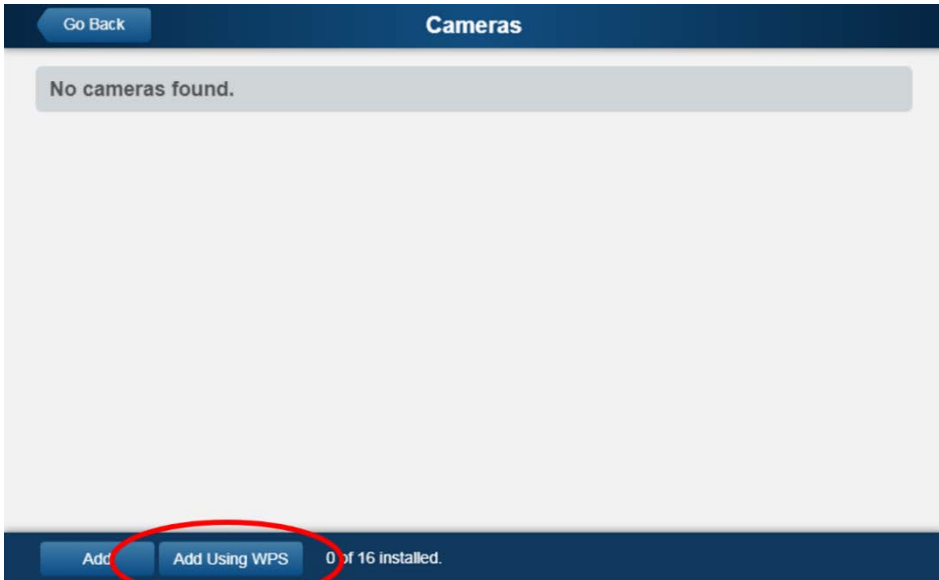 Go Back
Cameras
No cameras found.
Add
Add Using WPS
0 of 16 installed.